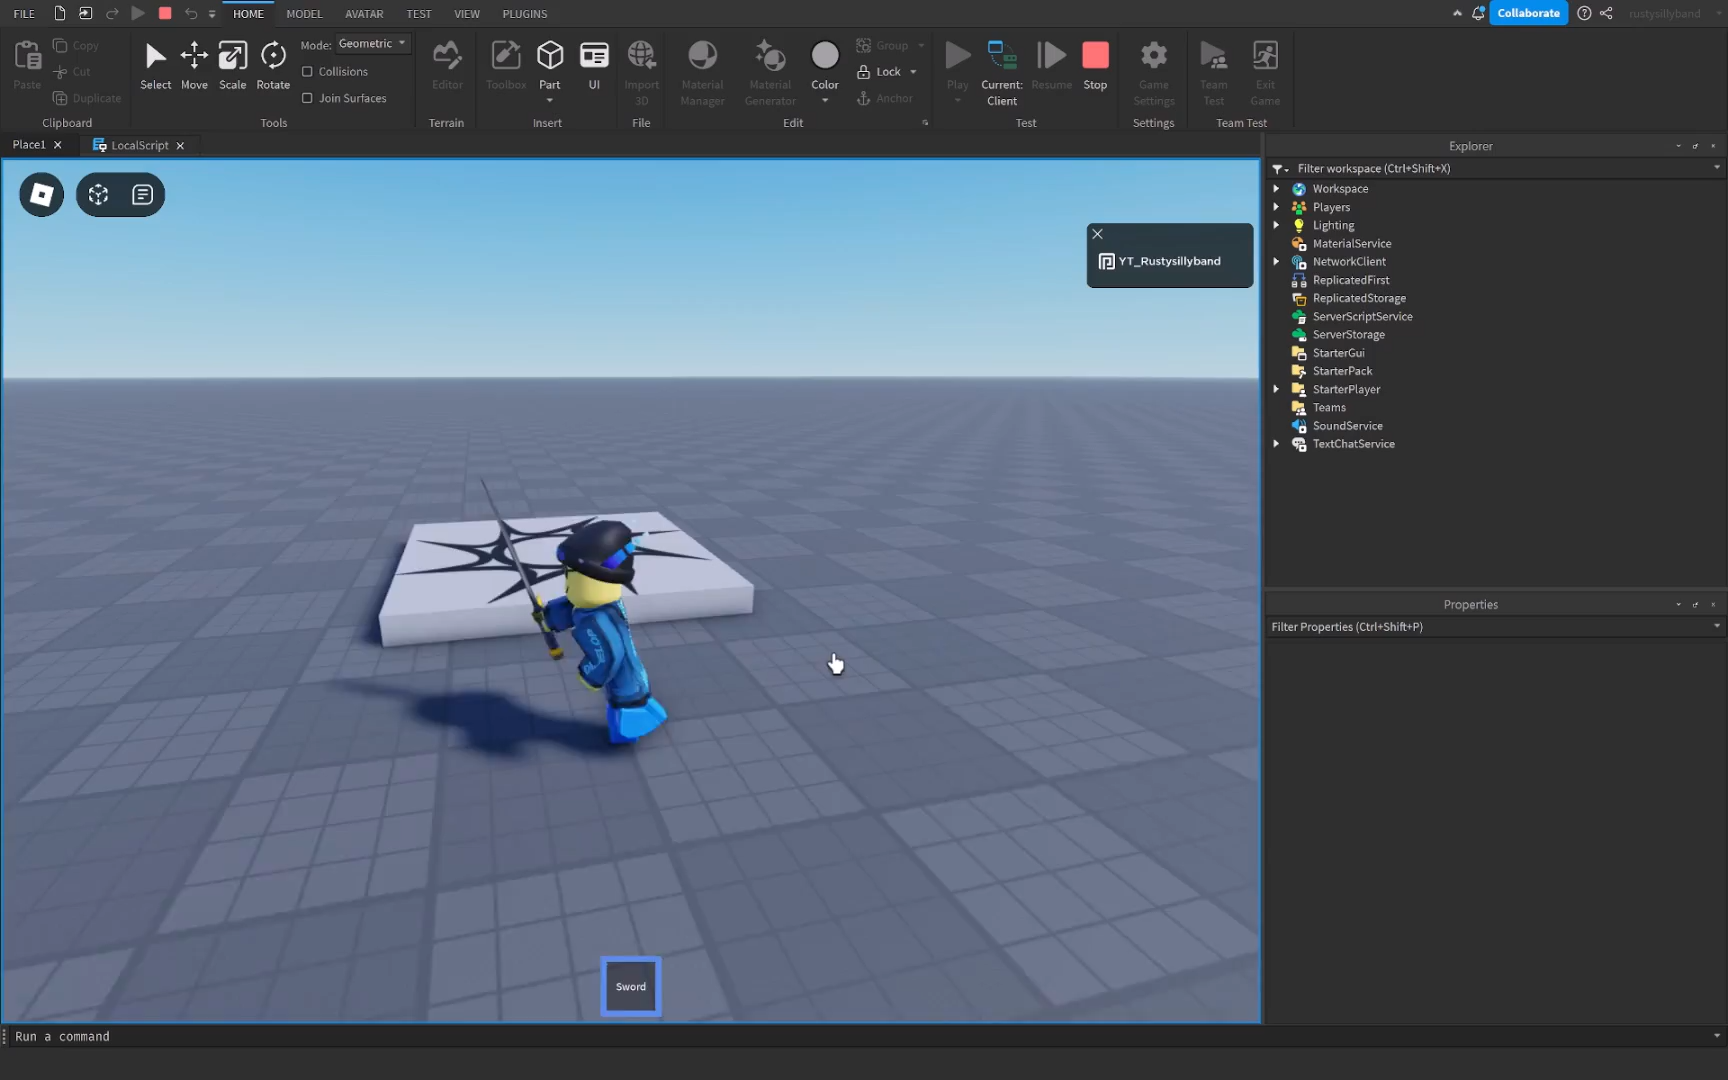 FILE HOME MODEL AVATAR TEST VIEW PLUGINS Collaborate rustysillyband
Paste Copy Cut Duplicate Clipboard
Select Move Scale Rotate Mode: Geometric Collisions Join Surfaces Tools
Editor Terrain
Toolbox Part UI Insert
Import 3D File
Material Manager Material Generator Color Group Lock Anchor Edit
Play Current: Client Resume Stop Test
Game Settings Settings
Team Test Exit Game Team Test
Place1 LocalScript
YT_Rustysillyband
Sword
Explorer
Filter workspace (Ctrl+Shift+X)
Workspace
Players
Lighting
MaterialService
NetworkClient
ReplicatedFirst
ReplicatedStorage
ServerScriptService
ServerStorage
StarterGui
StarterPack
StarterPlayer
Teams
SoundService
TextChatService
Properties
Filter Properties (Ctrl+Shift+P)
Run a command